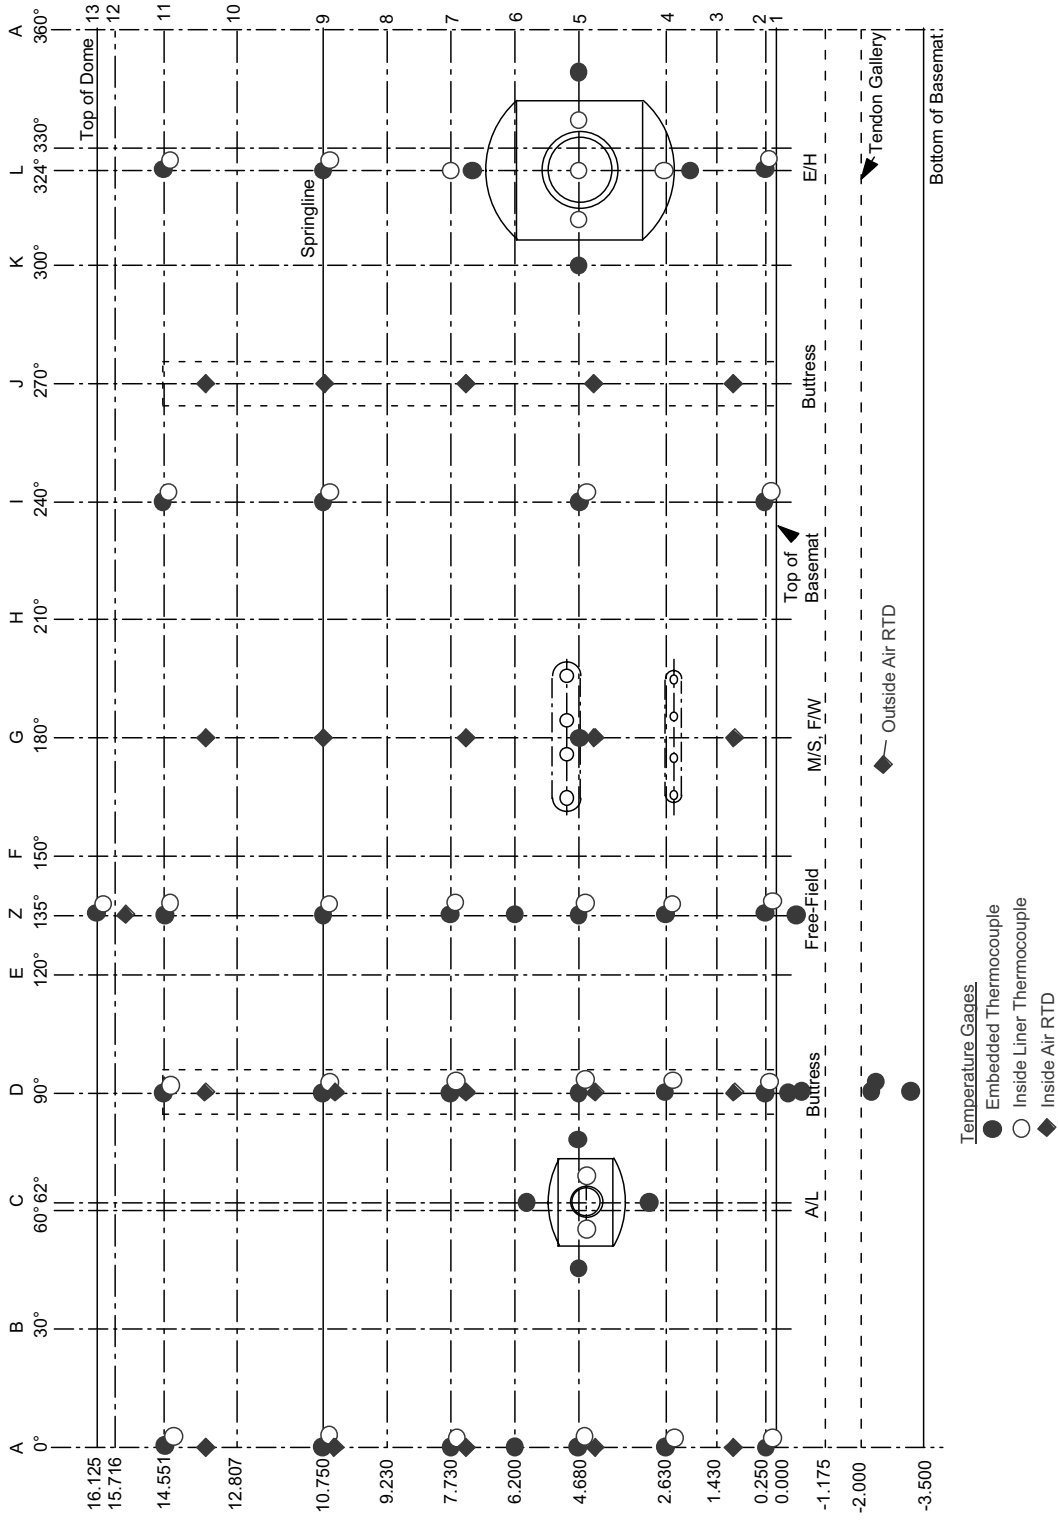 A L K J I H G F Z E D C B A
360° 330° 324° 300° 270° 240° 210° 180° 150° 135° 120° 90° 62° 60° 30° 0°
13
12
11
10
9
8
7
6
5
4
3
2
1
Top of Dome
Springline
Tendon Gallery
Bottom of Basemat
Top of
Basemat
E/H
Buttress
M/S, F/W
Free-Field
Buttress
A/L
Outside Air RTD
16.125
15.716
14.551
12.807
10.750
9.230
7.730
6.200
4.680
2.630
1.430
0.250
0.000
-1.175
-2.000
-3.500
Temperature Gages
Embedded Thermocouple
Inside Liner Thermocouple
Inside Air RTD